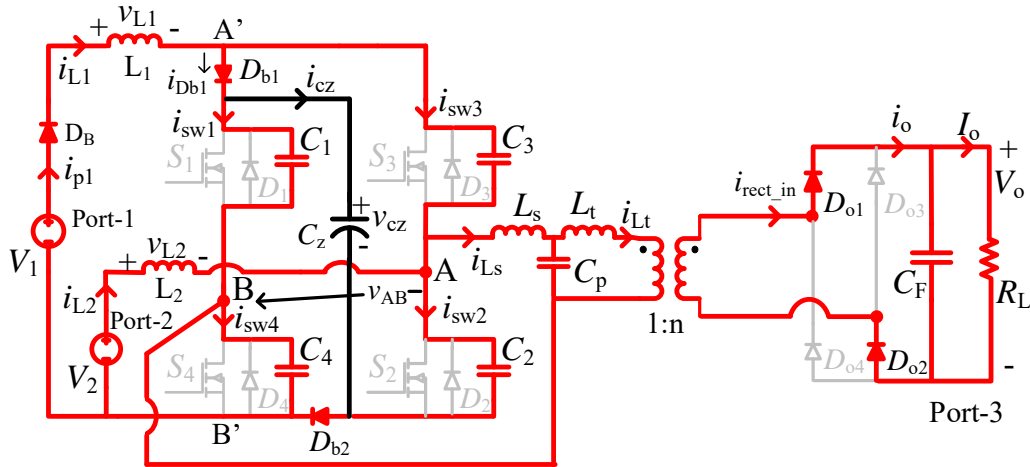 + vL1 - A'
iL1 L1 iDb1 Db1 icz isw3
DB isw1 C1 S3 C3 io Io +
ip1 S1 D1 D3 Do1 Do3 Vo
Port-1 Cz + vcz - Ls Lt iLt irect_in
V1 + vL2 - A iLs Cp CF RL
iL2 L2 B vAB - isw2 1:n
Port-2 isw4 C4 C2 Do4 Do2
V2 S4 D4 S2 D2 -
B' Db2 Port-3